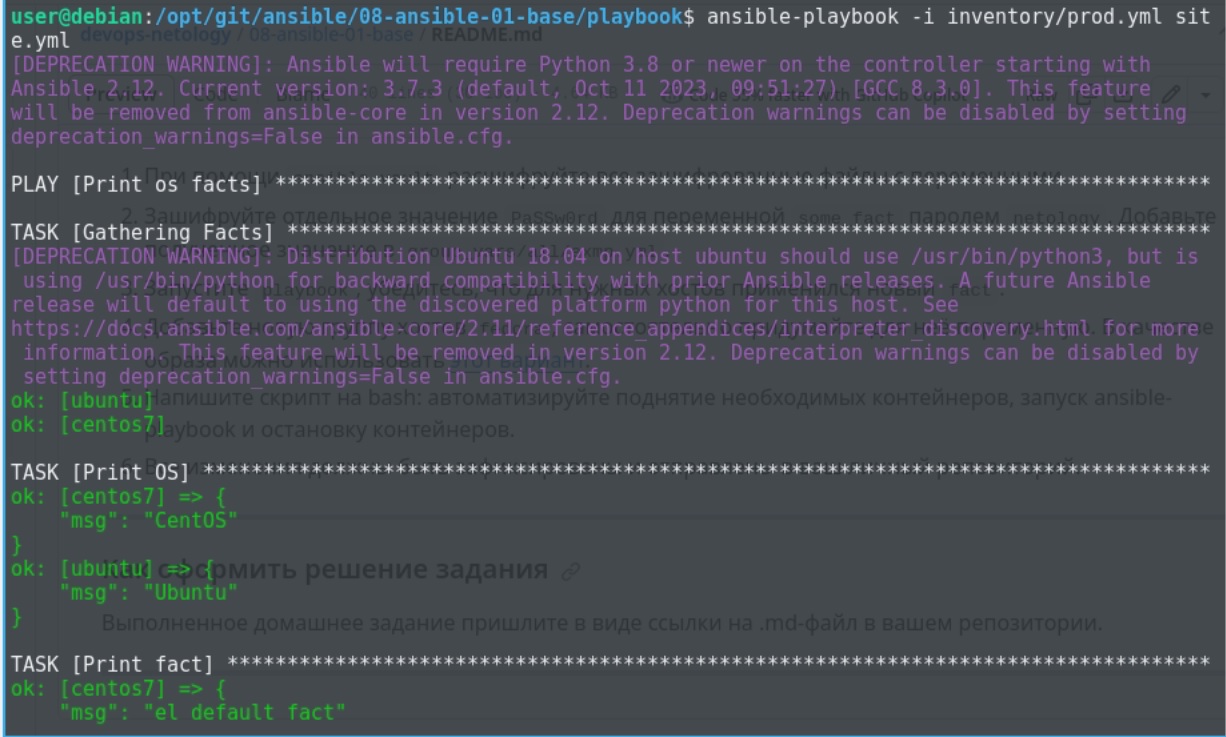 user@debian:/opt/git/ansible/08-ansible-01-base/playbook$ ansible-playbook -i inventory/prod.yml sit
e.yml
[DEPRECATION WARNING]: Ansible will require Python 3.8 or newer on the controller starting with
Ansible 2.12. Current version: 3.7.3 (default, Oct 11 2023, 09:51:27) [GCC 8.3.0]. This feature
will be removed from ansible-core in version 2.12. Deprecation warnings can be disabled by setting
deprecation_warnings=False in ansible.cfg.
PLAY [Print os facts] ******************************************************************************
TASK [Gathering Facts] *****************************************************************************
[DEPRECATION WARNING]: Distribution Ubuntu 18.04 on host ubuntu should use /usr/bin/python3, but is
using /usr/bin/python for backward compatibility with prior Ansible releases. A future Ansible
release will default to using the discovered platform python for this host. See
https://docs.ansible.com/ansible-core/2.11/reference_appendices/interpreter_discovery.html for more
information. This feature will be removed in version 2.12. Deprecation warnings can be disabled by
setting deprecation_warnings=False in ansible.cfg.
ok: [ubuntu]
ok: [centos7]
TASK [Print OS] ************************************************************************************
ok: [centos7] => {
"msg": "CentOS"
}
ok: [ubuntu] => {
"msg": "Ubuntu"
}
TASK [Print fact] **********************************************************************************
ok: [centos7] => {
"msg": "el default fact"
devops-netology / 08-ansible-01-base / README.md
Preview Code Blame
2. Зашифруйте отдельное значение PaSSw0rd для переменной some_fact паролем netology. Добавьте
образа можно использовать этот вариант.
Напишите скрипт на bash: автоматизируйте поднятие необходимых контейнеров, запуск ansible-
playbook и остановку контейнеров.
Как оформить решение задания
Выполненное домашнее задание пришлите в виде ссылки на .md-файл в вашем репозитории.